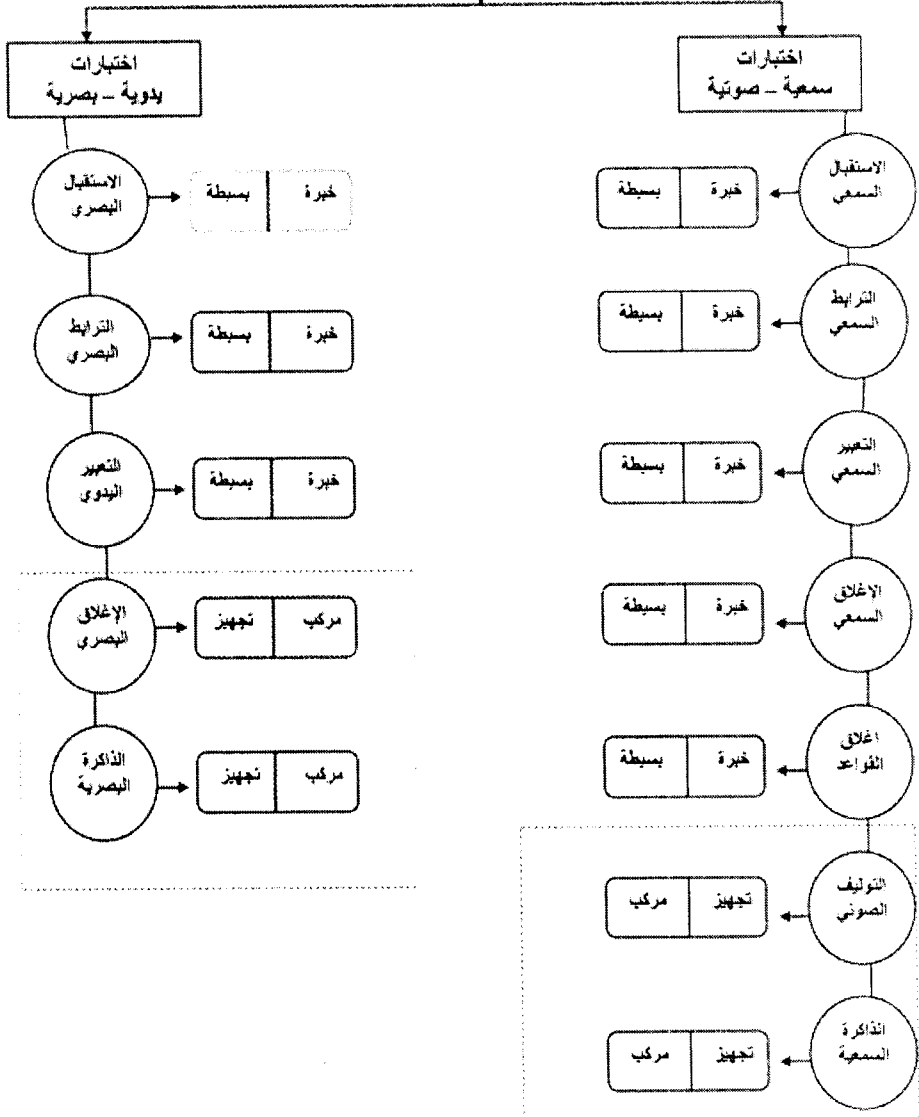 اختبارات
سمعية – صوتية
الاستقبال
السمعي
خبرة
بسيطة
الترابط
السمعي
خبرة
بسيطة
التعبير
السمعي
خبرة
بسيطة
الإغلاق
السمعي
خبرة
بسيطة
اغلاق
القواعد
خبرة
بسيطة
التوليف
الصوتي
تجهيز
مركب
الذاكرة
السمعية
تجهيز
مركب
اختبارات
يدوية – بصرية
الاستقبال
البصري
خبرة
بسيطة
الترابط
البصري
خبرة
بسيطة
التعبير
اليدوي
خبرة
بسيطة
الإغلاق
البصري
مركب
تجهيز
الذاكرة
البصرية
مركب
تجهيز